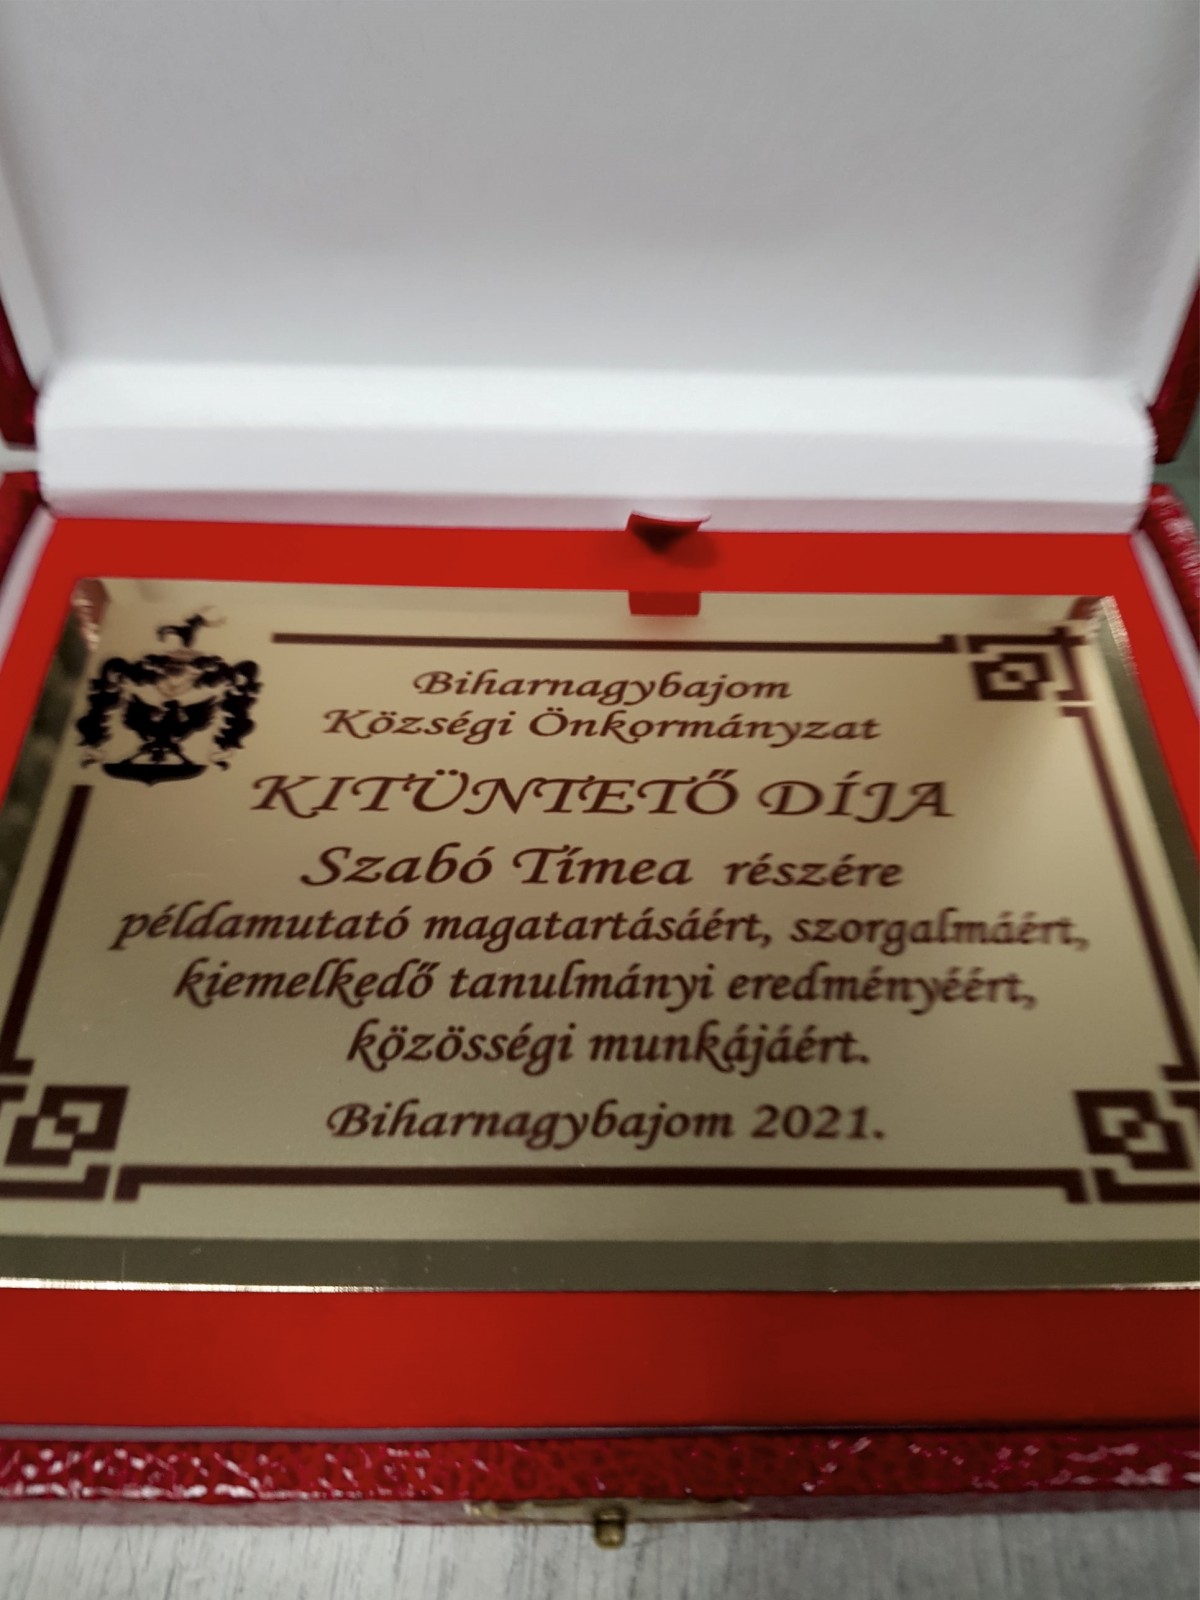 Biharnagybajom
Községi Önkormányzat
KITÜNTETŐ DÍJA
Szabó Tímea részére
példamutató magatartásáért, szorgalmáért,
kiemelkedő tanulmányi eredményéért,
közösségi munkájáért.
Biharnagybajom 2021.